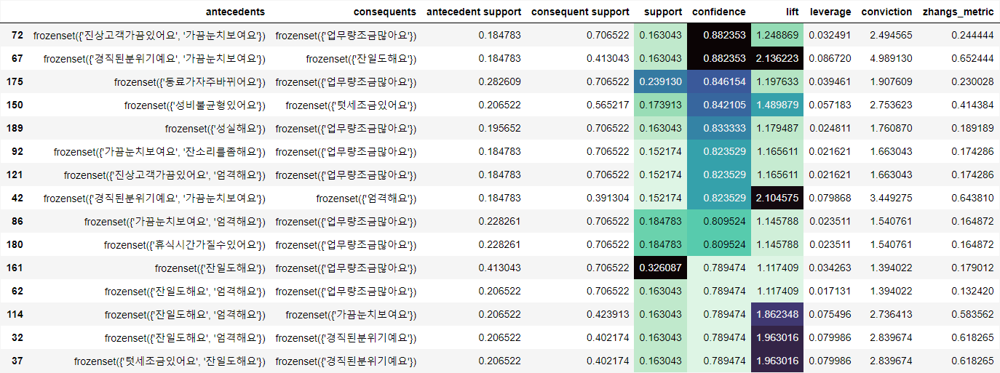 antecedents consequents antecedent support consequent support support confidence lift leverage conviction zhangs_metric
72 frozenset({'진상고객가끔있어요', '가끔눈치보여요'}) frozenset({'업무량조금많아요'}) 0.184783 0.706522 0.163043 0.882353 1.248869 0.032491 2.494565 0.244444
67 frozenset({'경직된분위기예요', '가끔눈치보여요'}) frozenset({'잔일도해요'}) 0.184783 0.413043 0.163043 0.882353 2.136223 0.086720 4.989130 0.652444
175 frozenset({'동료가자주바뀌어요'}) frozenset({'업무량조금많아요'}) 0.282609 0.706522 0.239130 0.846154 1.197633 0.039461 1.907609 0.230028
150 frozenset({'성비불균형있어요'}) frozenset({'텃세조금있어요'}) 0.206522 0.565217 0.173913 0.842105 1.489879 0.057183 2.753623 0.414384
189 frozenset({'성실해요'}) frozenset({'업무량조금많아요'}) 0.195652 0.706522 0.163043 0.833333 1.179487 0.024811 1.760870 0.189189
92 frozenset({'가끔눈치보여요', '잔소리를좀해요'}) frozenset({'업무량조금많아요'}) 0.184783 0.706522 0.152174 0.823529 1.165611 0.021621 1.663043 0.174286
121 frozenset({'진상고객가끔있어요', '엄격해요'}) frozenset({'업무량조금많아요'}) 0.184783 0.706522 0.152174 0.823529 1.165611 0.021621 1.663043 0.174286
42 frozenset({'경직된분위기예요', '가끔눈치보여요'}) frozenset({'엄격해요'}) 0.184783 0.391304 0.152174 0.823529 2.104575 0.079868 3.449275 0.643810
86 frozenset({'가끔눈치보여요', '엄격해요'}) frozenset({'업무량조금많아요'}) 0.228261 0.706522 0.184783 0.809524 1.145788 0.023511 1.540761 0.164872
180 frozenset({'휴식시간가질수있어요'}) frozenset({'업무량조금많아요'}) 0.228261 0.706522 0.184783 0.809524 1.145788 0.023511 1.540761 0.164872
161 frozenset({'잔일도해요'}) frozenset({'업무량조금많아요'}) 0.413043 0.706522 0.326087 0.789474 1.117409 0.034263 1.394022 0.179012
62 frozenset({'잔일도해요', '엄격해요'}) frozenset({'업무량조금많아요'}) 0.206522 0.706522 0.163043 0.789474 1.117409 0.017131 1.394022 0.132420
114 frozenset({'잔일도해요', '엄격해요'}) frozenset({'가끔눈치보여요'}) 0.206522 0.423913 0.163043 0.789474 1.862348 0.075496 2.736413 0.583562
32 frozenset({'잔일도해요', '엄격해요'}) frozenset({'경직된분위기예요'}) 0.206522 0.402174 0.163043 0.789474 1.963016 0.079986 2.839674 0.618265
37 frozenset({'텃세조금있어요', '잔일도해요'}) frozenset({'경직된분위기예요'}) 0.206522 0.402174 0.163043 0.789474 1.963016 0.079986 2.839674 0.618265